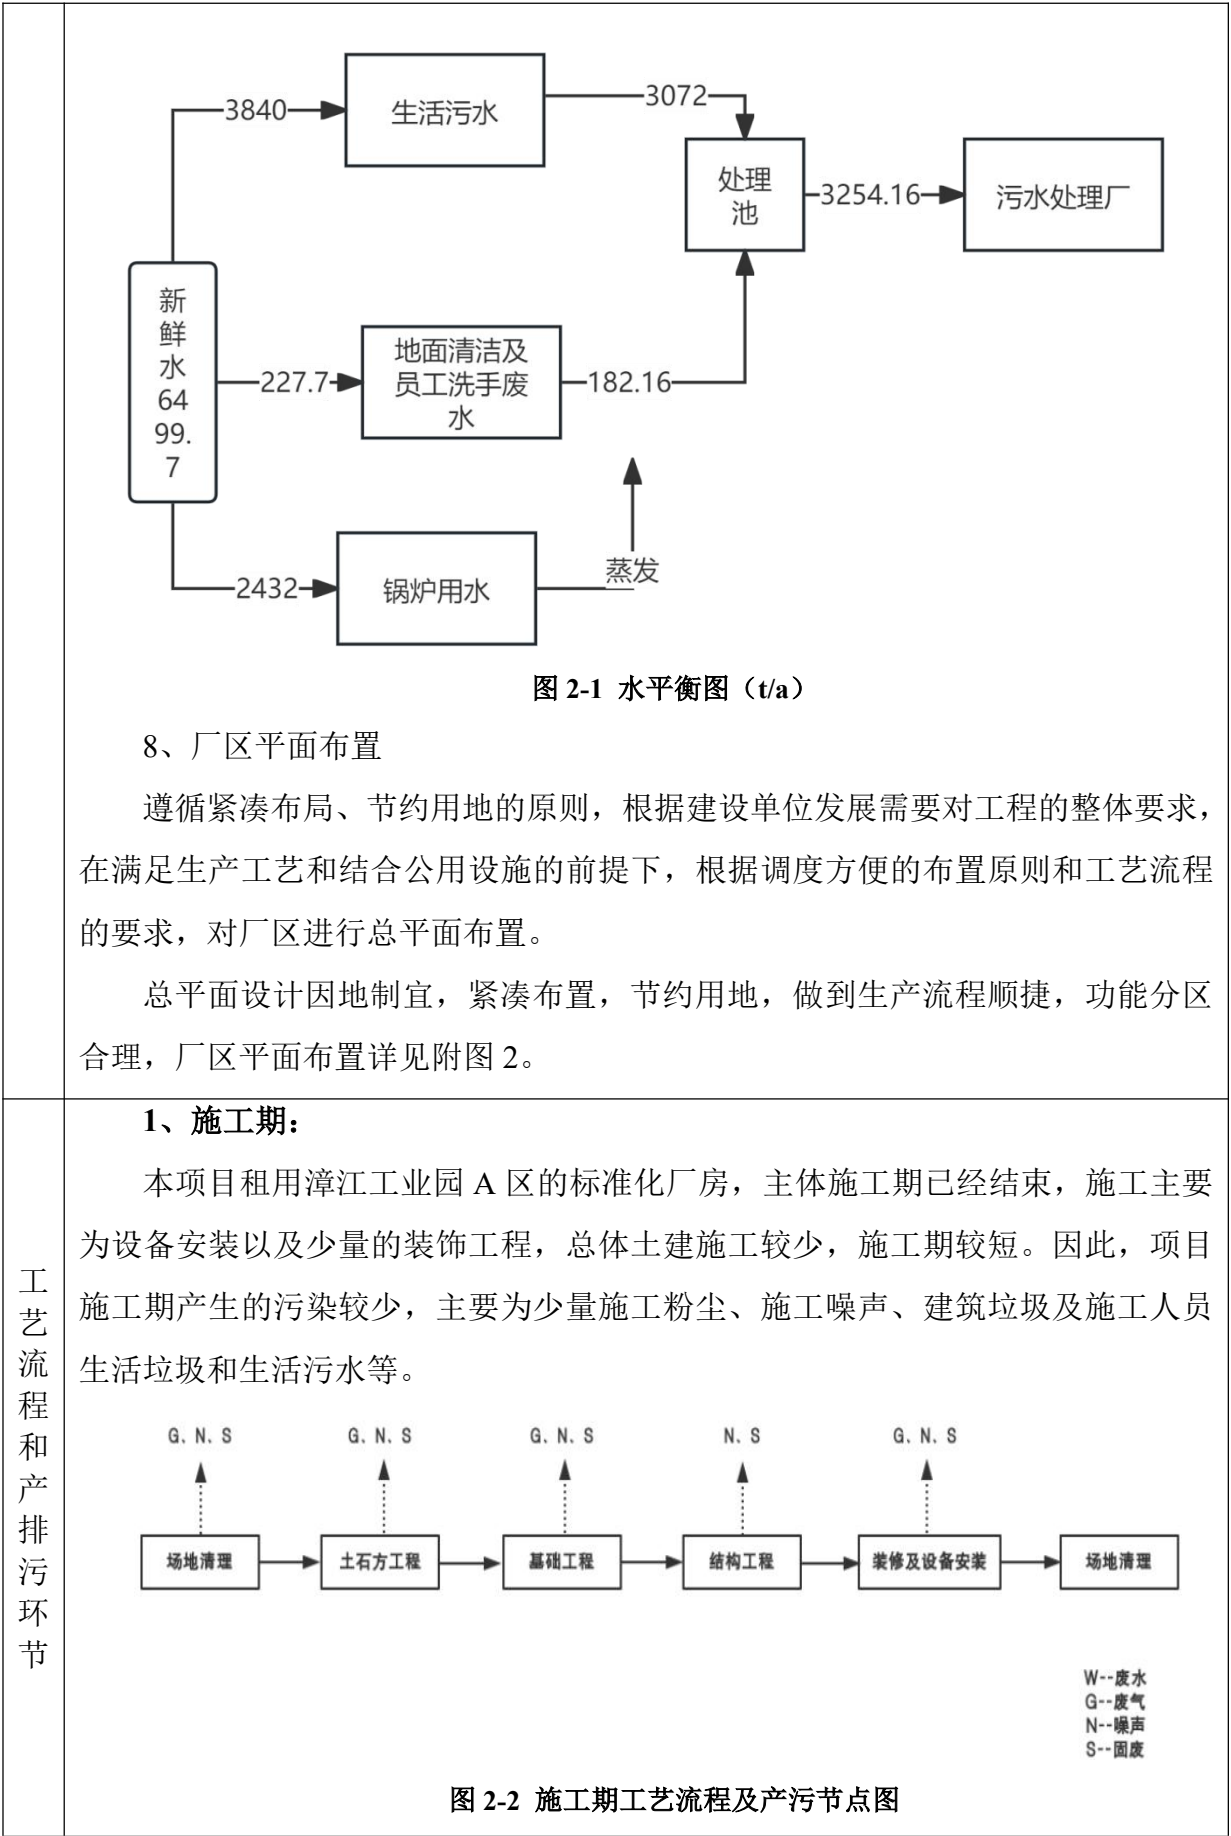 3840
生活污水
3072
处理
池
3254.16
污水处理厂
新
鲜
水
64
99.
7
227.7
地面清洁及
员工洗手废
水
182.16
蒸发
2432
锅炉用水
图 2-1 水平衡图（t/a）
8、厂区平面布置
遵循紧凑布局、节约用地的原则，根据建设单位发展需要对工程的整体要求，
在满足生产工艺和结合公用设施的前提下，根据调度方便的布置原则和工艺流程
的要求，对厂区进行总平面布置。
总平面设计因地制宜，紧凑布置，节约用地，做到生产流程顺捷，功能分区
合理，厂区平面布置详见附图 2。
工
艺
流
程
和
产
排
污
环
节
1、施工期：
本项目租用漳江工业园 A 区的标准化厂房，主体施工期已经结束，施工主要
为设备安装以及少量的装饰工程，总体土建施工较少，施工期较短。因此，项目
施工期产生的污染较少，主要为少量施工粉尘、施工噪声、建筑垃圾及施工人员
生活垃圾和生活污水等。
G、N、S
G、N、S
G、N、S
N、S
G、N、S
场地清理
土石方工程
基础工程
结构工程
装修及设备安装
场地清理
W--废水
G--废气
N--噪声
S--固废
图 2-2 施工期工艺流程及产污节点图